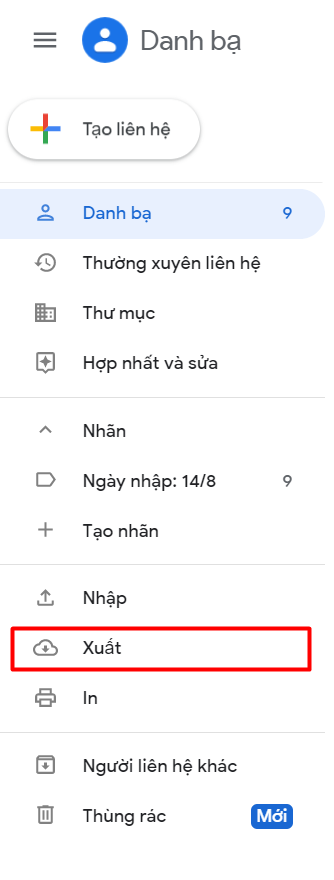 Danh bạ
Tạo liên hệ
Danh bạ 9
Thường xuyên liên hệ
Thư mục
Hợp nhất và sửa
Nhãn
Ngày nhập: 14/8 9
Tạo nhãn
Nhập
Xuất
In
Người liên hệ khác
Thùng rác Mới